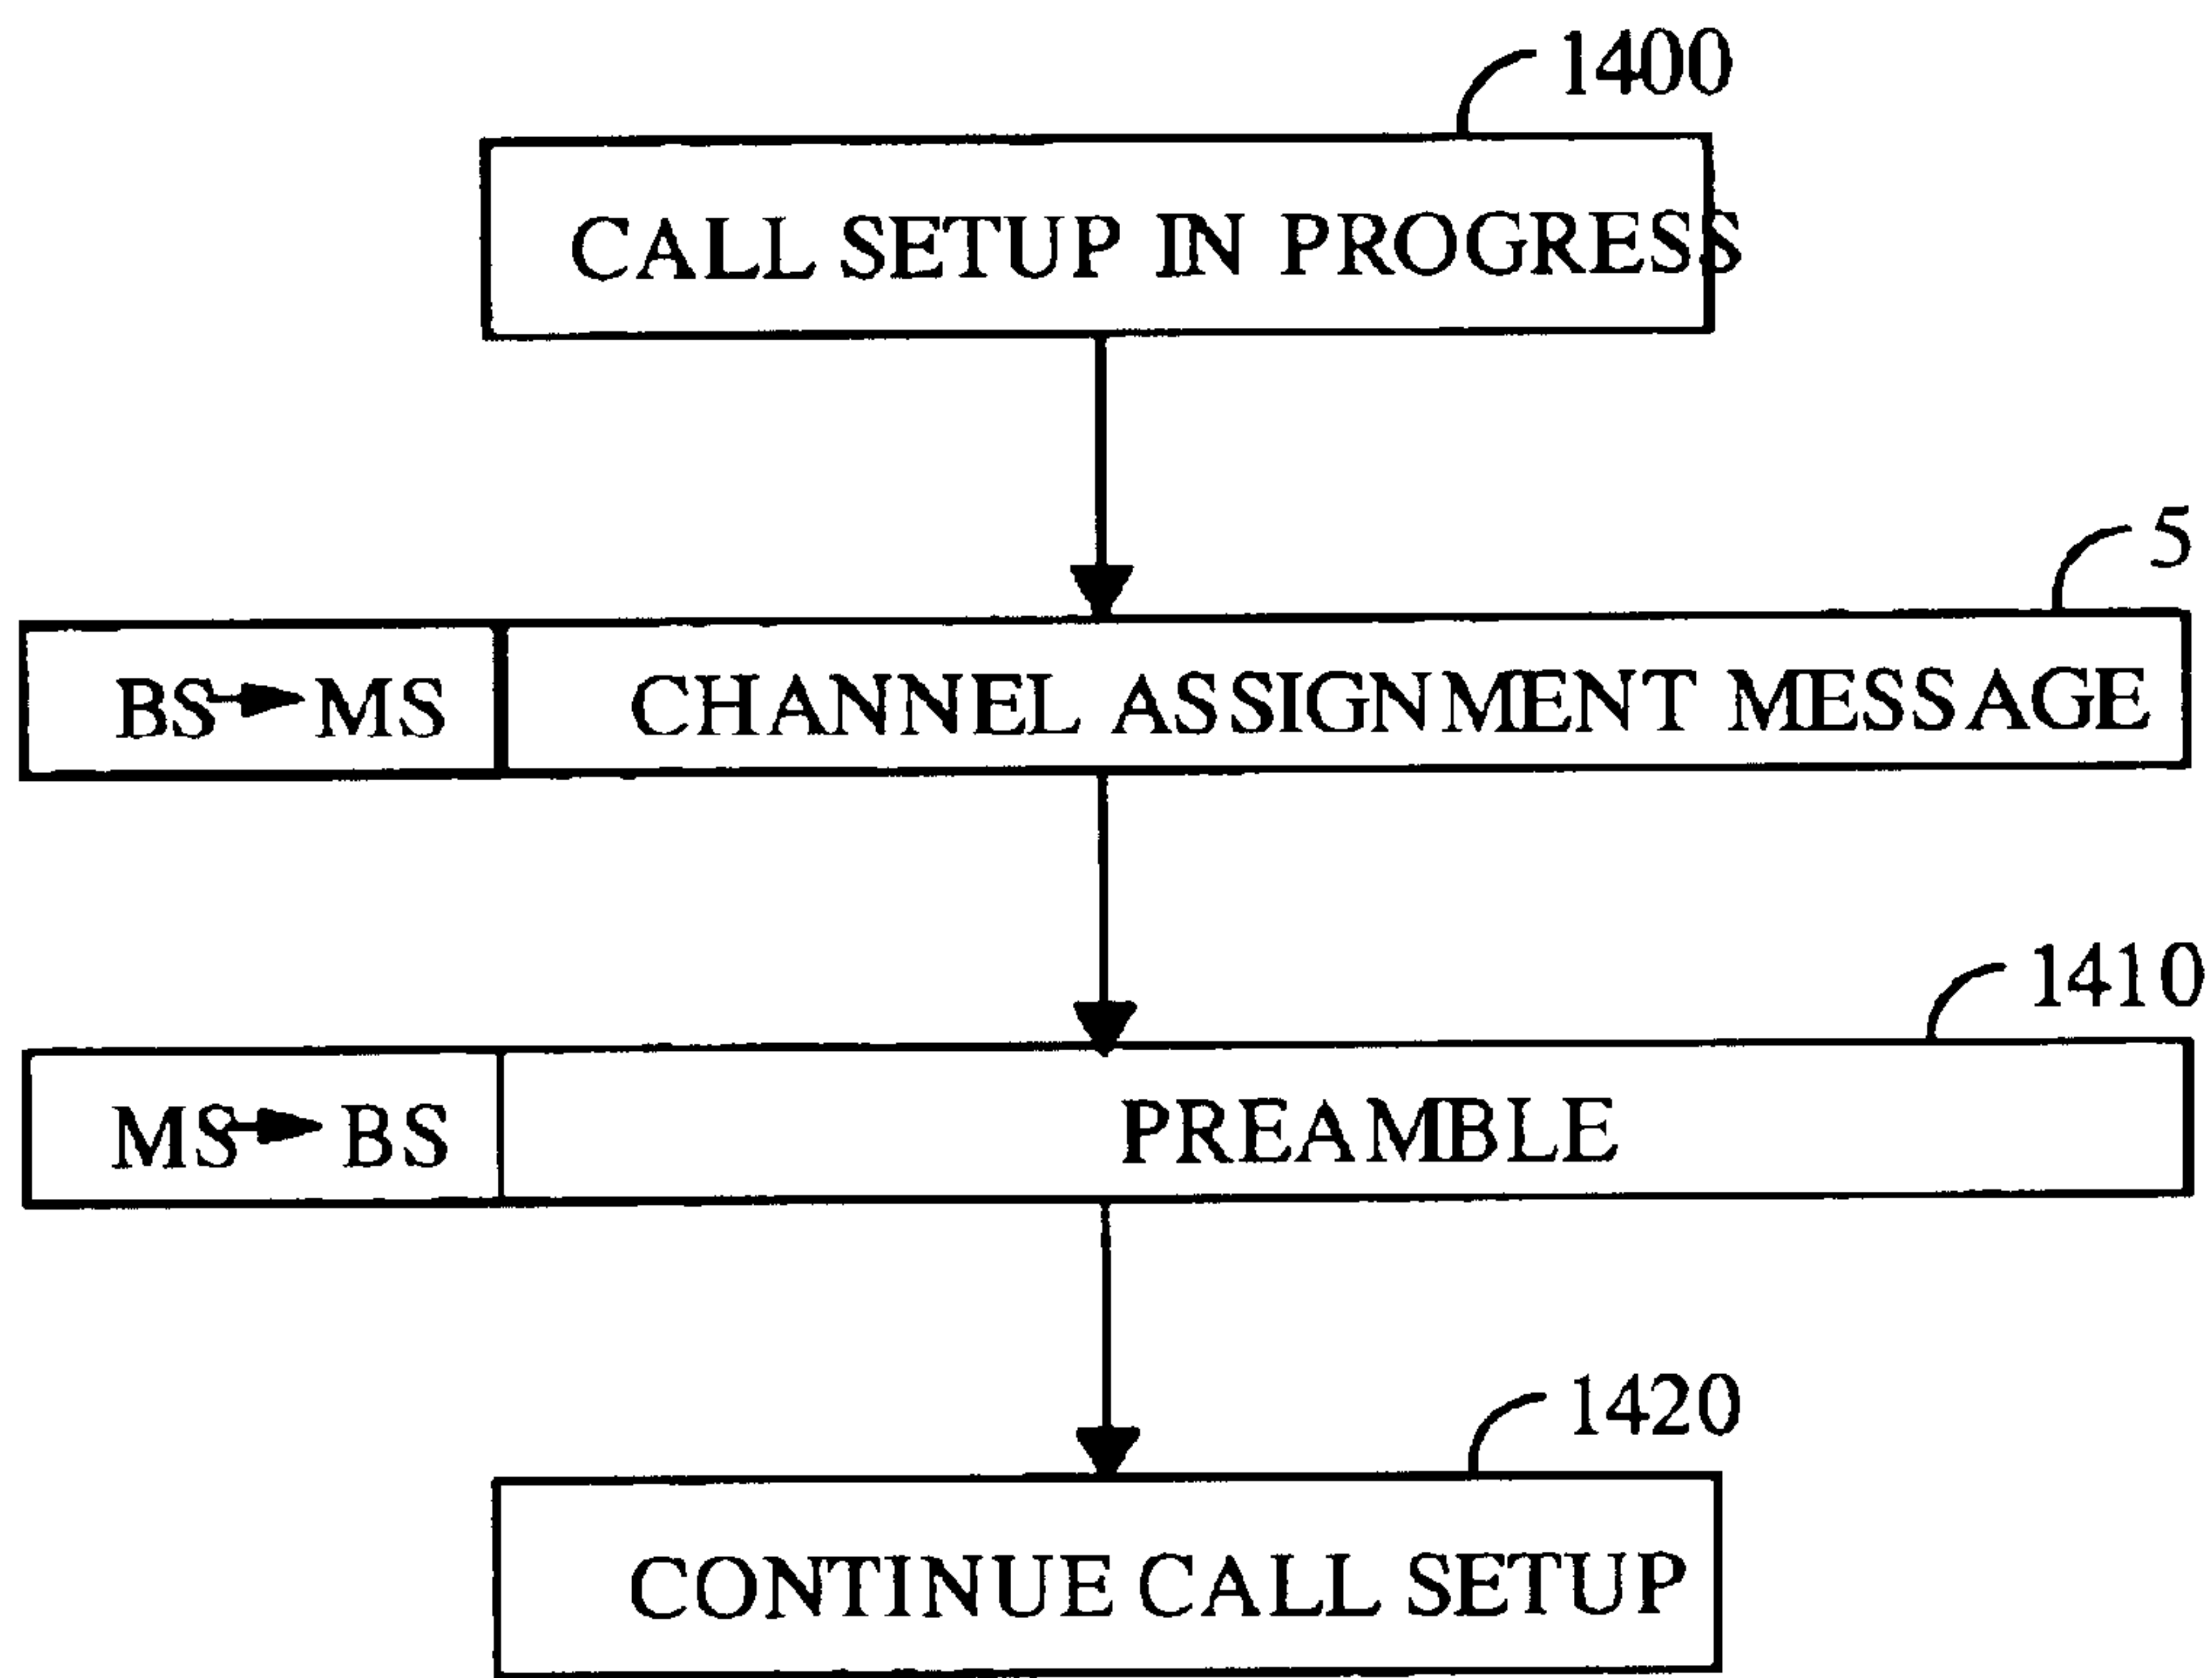 1400
CALL SETUP IN PROGRESS
5
BS MS CHANNEL ASSIGNMENT MESSAGE
1410
MS BS PREAMBLE
1420
CONTINUE CALL SETUP